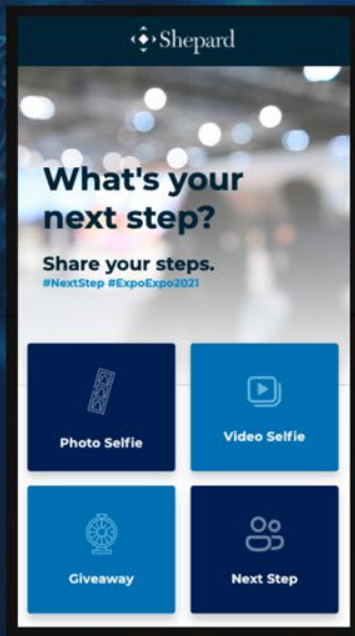 Shepard
What's your
next step?
Share your steps.
#NextStep #ExpoExpo2021
Photo Selfie
Video Selfie
Giveaway
Next Step